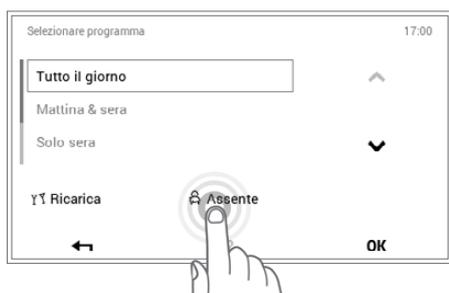 Selezionare programma 17:00
Tutto il giorno
Mattina & sera
Solo sera
Ricarica Assente
OK